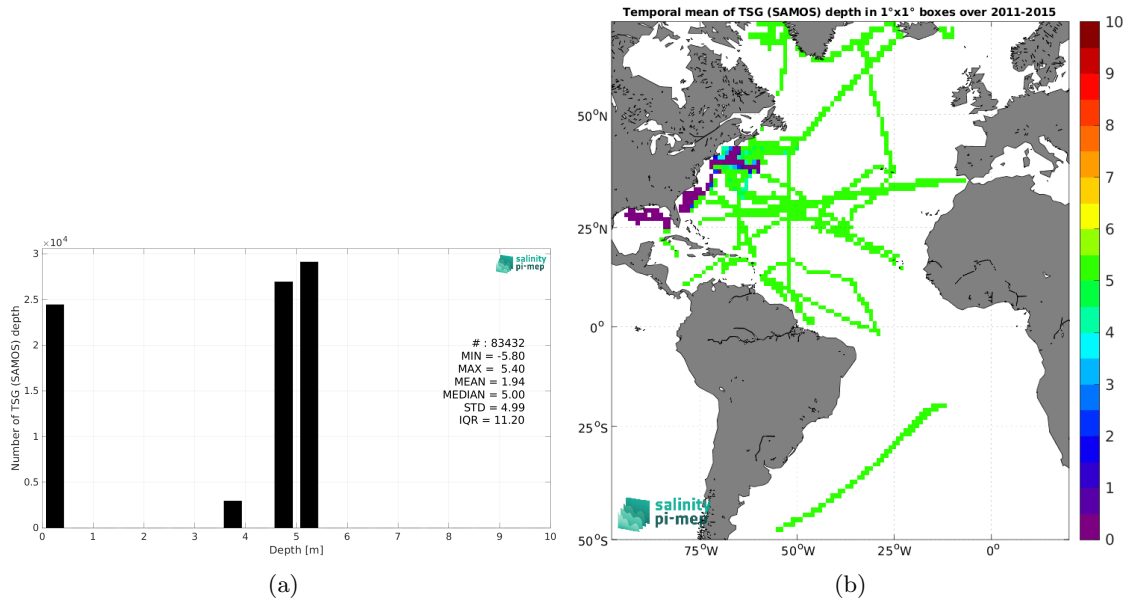 Temporal mean of TSG (SAMOS) depth in 1°x1° boxes over 2011-2015
×10⁴
3
2.5
2
1.5
1
0.5
0
Number of TSG (SAMOS) depth
salinity
pi-mep
# : 83432
MIN = -5.80
MAX = 5.40
MEAN = 1.94
MEDIAN = 5.00
STD = 4.99
IQR = 11.20
0 1 2 3 4 5 6 7 8 9 10
Depth [m]
(a)
50°N
25°N
0°
25°S
50°S
75°W 50°W 25°W 0°
salinity
pi-mep
10
9
8
7
6
5
4
3
2
1
0
(b)